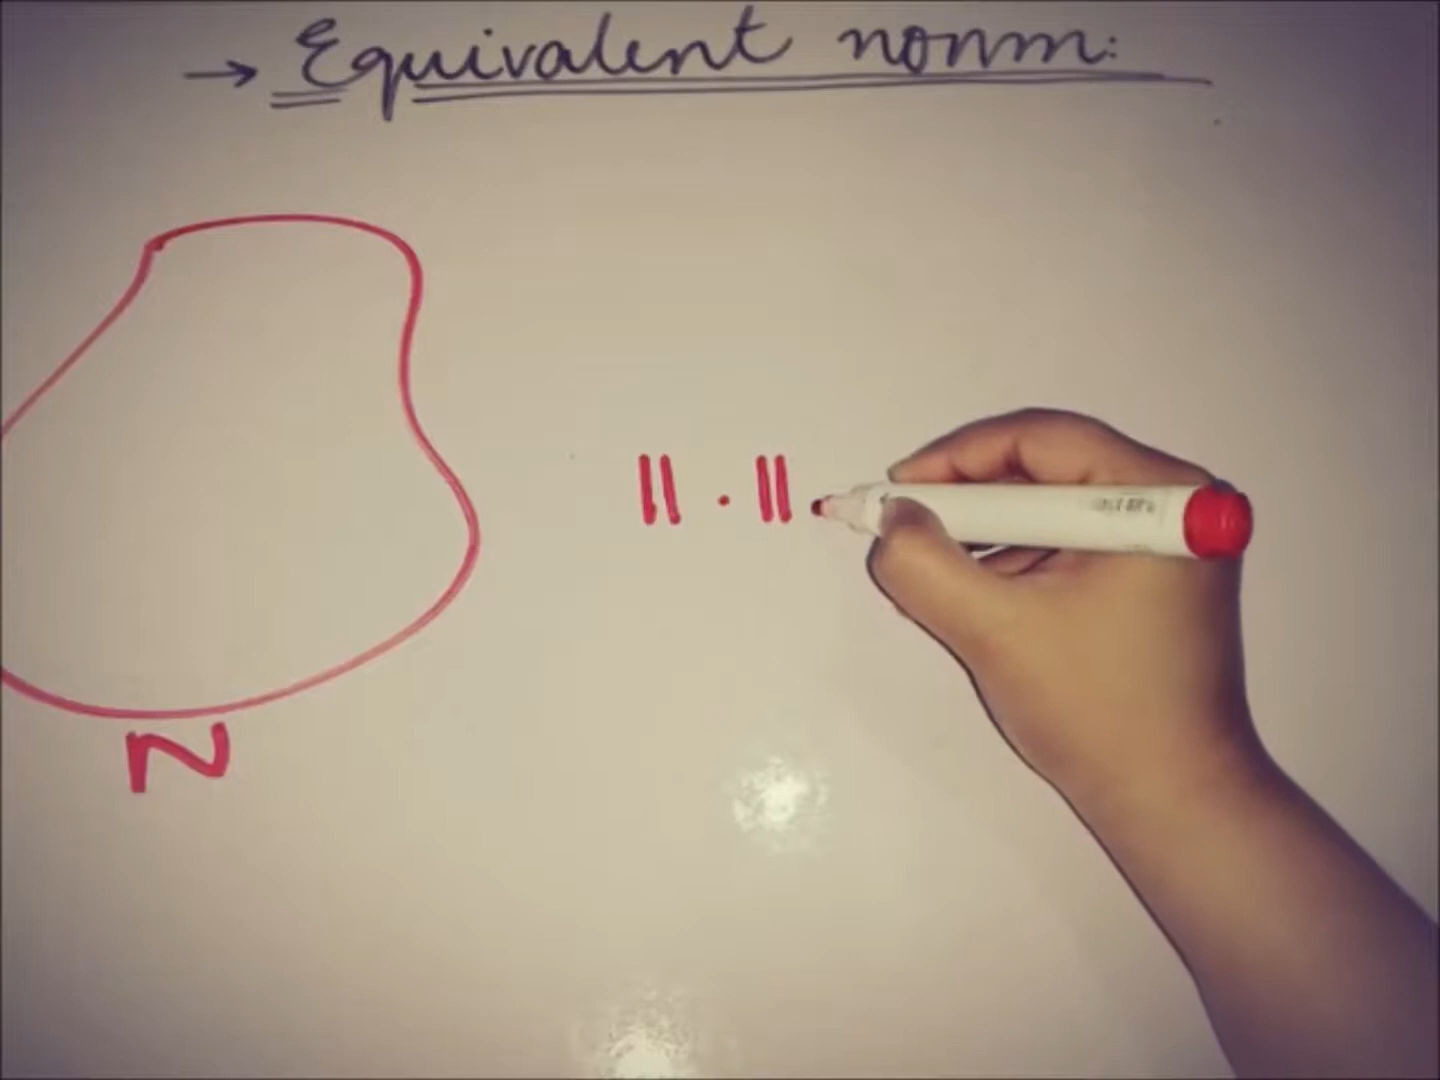 → Equivalent norm:
|| · ||
N